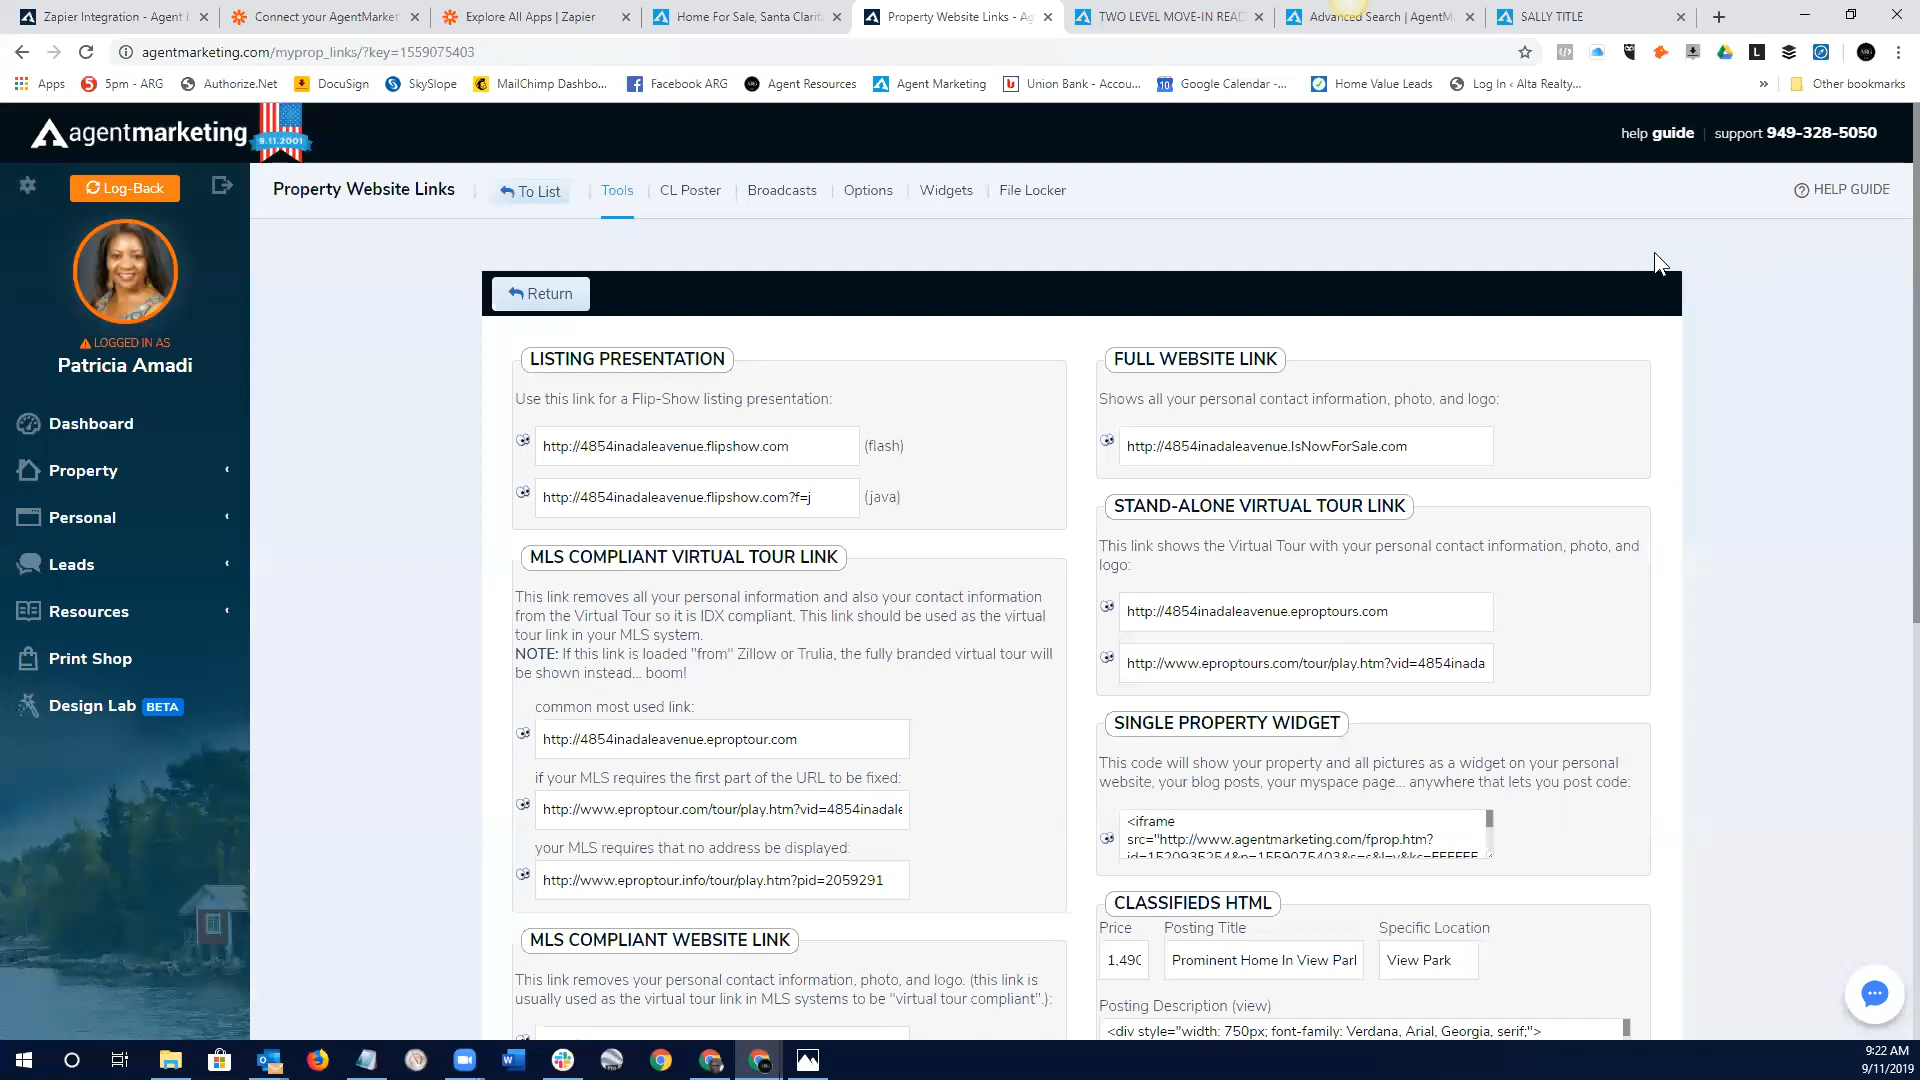 Zapier Integration - Agent
Connect your AgentMarket
Explore All Apps | Zapier
Home For Sale, Santa Clarit
Property Website Links - Ag
TWO LEVEL MOVE-IN READ
Advanced Search | AgentM
SALLY TITLE
agentmarketing.com/myprop_links/?key=1559075403
Apps
5pm - ARG
Authorize.Net
DocuSign
SkySlope
MailChimp Dashbo...
Facebook ARG
Agent Resources
Agent Marketing
Union Bank - Accou...
Google Calendar -...
Home Value Leads
Log In ‹ Alta Realty...
»
Other bookmarks
agentmarketing
9.11.2001
help guide | support 949-328-5050
Log-Back
Property Website Links
To List
Tools
CL Poster
Broadcasts
Options
Widgets
File Locker
HELP GUIDE
LOGGED IN AS
Patricia Amadi
Dashboard
Property
Personal
Leads
Resources
Print Shop
Design Lab BETA
Return
LISTING PRESENTATION
Use this link for a Flip-Show listing presentation:
http://4854inadaleavenue.flipshow.com (flash)
http://4854inadaleavenue.flipshow.com?f=j (java)
MLS COMPLIANT VIRTUAL TOUR LINK
This link removes all your personal information and also your contact information
from the Virtual Tour so it is IDX compliant. This link should be used as the virtual
tour link in your MLS system.
NOTE: If this link is loaded "from" Zillow or Trulia, the fully branded virtual tour will
be shown instead... boom!
common most used link:
http://4854inadaleavenue.eproptour.com
if your MLS requires the first part of the URL to be fixed:
http://www.eproptour.com/tour/play.htm?vid=4854inadale
your MLS requires that no address be displayed:
http://www.eproptour.info/tour/play.htm?pid=2059291
MLS COMPLIANT WEBSITE LINK
This link removes your personal contact information, photo, and logo. (this link is
usually used as the virtual tour link in MLS systems to be "virtual tour compliant".):
FULL WEBSITE LINK
Shows all your personal contact information, photo, and logo:
http://4854inadaleavenue.IsNowForSale.com
STAND-ALONE VIRTUAL TOUR LINK
This link shows the Virtual Tour with your personal contact information, photo, and
logo:
http://4854inadaleavenue.eproptours.com
http://www.eproptours.com/tour/play.htm?vid=4854inada
SINGLE PROPERTY WIDGET
This code will show your property and all pictures as a widget on your personal
website, your blog posts, your myspace page... anywhere that lets you post code:
<iframe
src="http://www.agentmarketing.com/fprop.htm?
id=1520935254&p=1559075403&s=s&l=v&kc=FFFFFF
CLASSIFIEDS HTML
Price
Posting Title
Specific Location
1,490
Prominent Home In View Parl
View Park
Posting Description (view)
<div style="width: 750px; font-family: Verdana, Arial, Georgia, serif;">
9:22 AM
9/11/2019